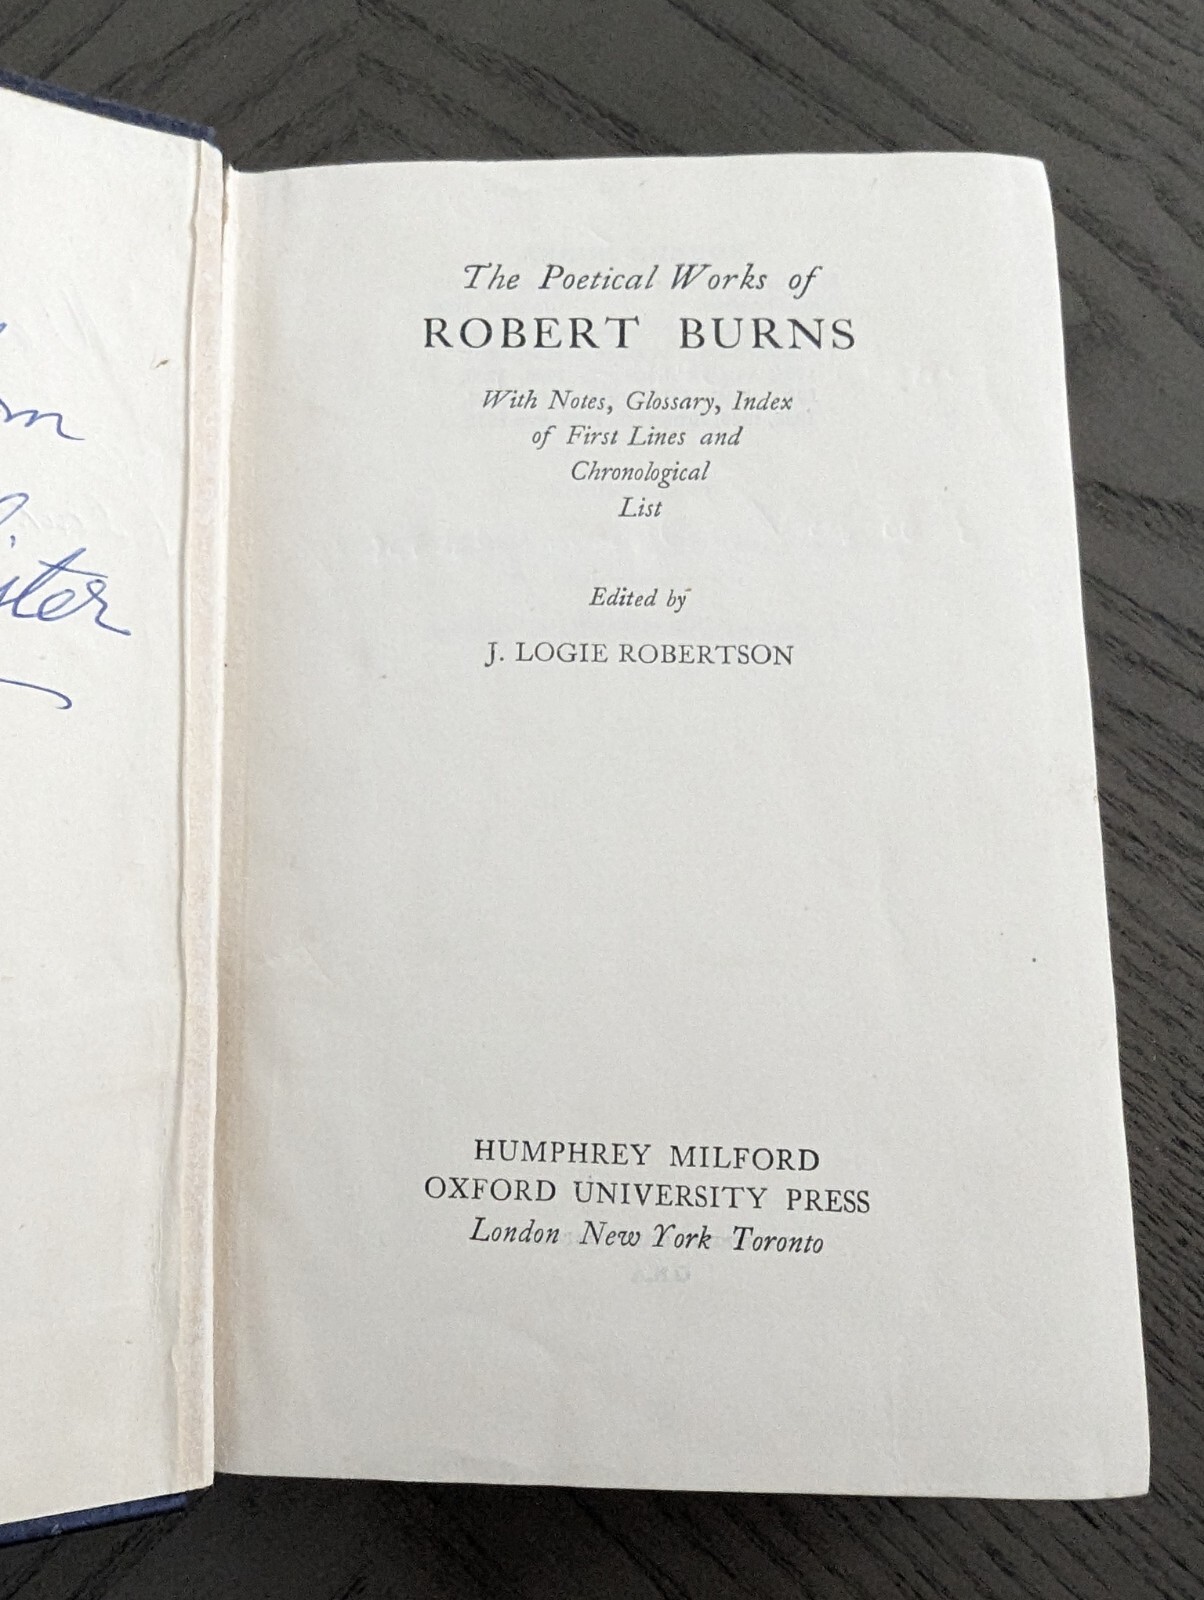 The Poetical Works of
ROBERT BURNS
With Notes, Glossary, Index
of First Lines and
Chronological
List
Edited by
J. LOGIE ROBERTSON
HUMPHREY MILFORD
OXFORD UNIVERSITY PRESS
London New York Toronto